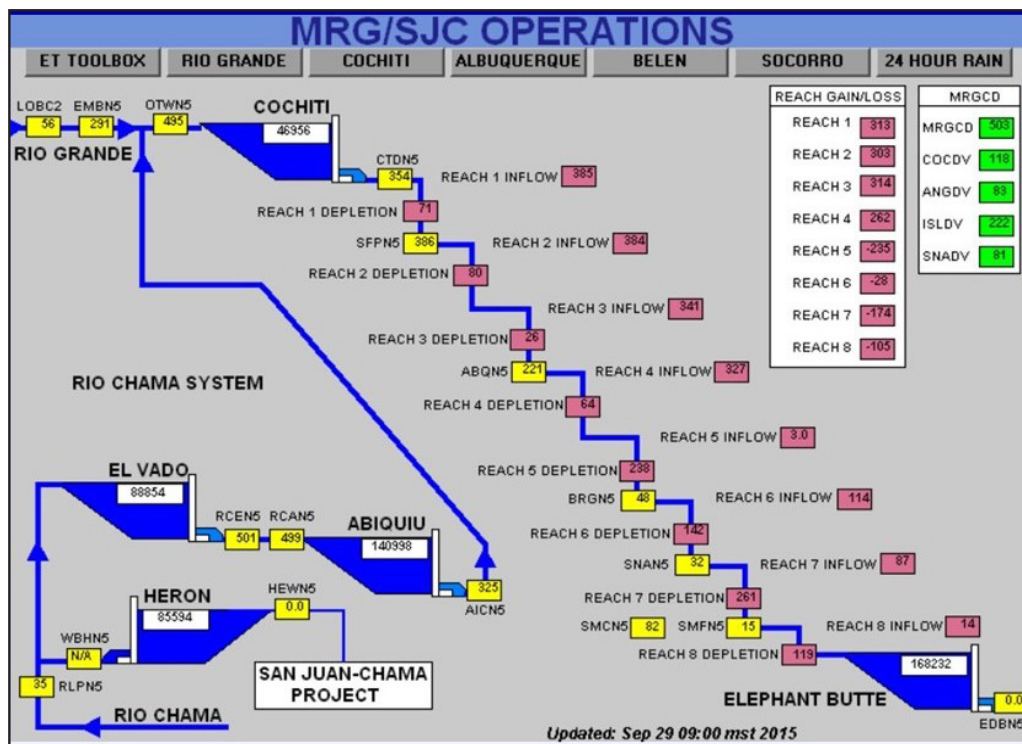 MRG/SJC OPERATIONS
ET TOOLBOX RIO GRANDE COCHITI ALBUQUERQUE BELEN SOCORRO 24 HOUR RAIN
LOBC2 EMBN5 OTWN5 COCHITI
56 291 495 46956
RIO GRANDE
CTDN5
354
REACH 1 INFLOW 385
REACH 1 DEPLETION 71
SFPN5 386
REACH 2 INFLOW 384
REACH 2 DEPLETION 80
REACH 3 INFLOW 341
REACH 3 DEPLETION 26
ABQN5 221
REACH 4 INFLOW 327
REACH 4 DEPLETION 64
REACH 5 INFLOW 3.0
REACH 5 DEPLETION 238
BRGN5 48
REACH 6 INFLOW 114
REACH 6 DEPLETION 142
SNAN5 32
REACH 7 INFLOW 87
REACH 7 DEPLETION 261
SMCN5 82
SMFN5 15
REACH 8 INFLOW 14
REACH 8 DEPLETION 119
168232
ELEPHANT BUTTE
0.0
EDBN5
REACH GAIN/LOSS
REACH 1 313
REACH 2 303
REACH 3 314
REACH 4 262
REACH 5 -235
REACH 6 -28
REACH 7 -174
REACH 8 -105
MRGCD
MRGCD 503
COCDV 118
ANGDV 83
ISLDV 222
SNADV 81
RIO CHAMA SYSTEM
EL VADO
88854
RCEN5 RCAN5
501 499
ABIQUIU
140998
325
AICN5
HERON
85594
HEWN5
0.0
WBHN5
N/A
35
RLPN5
SAN JUAN-CHAMA
PROJECT
RIO CHAMA
Updated: Sep 29 09:00 mst 2015